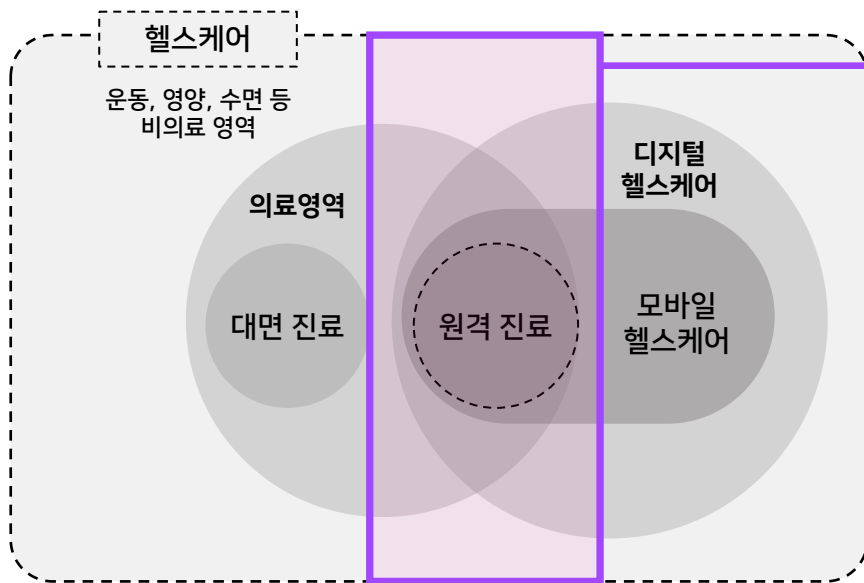 헬스케어
운동, 영양, 수면 등
비의료 영역
의료영역
디지털
헬스케어
대면 진료
원격 진료
모바일
헬스케어